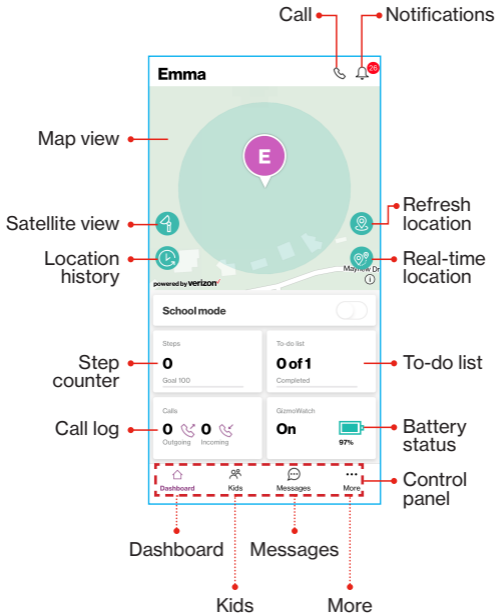 Call
Notifications
Emma
26
Map view
E
Satellite view
Refresh
location
Location
history
Real-time
location
Mayhew Dr
powered by verizon
School mode
Steps
0
Goal 100
To-do list
0 of 1
Completed
Step
counter
To-do list
Calls
0 0
Outgoing Incoming
GizmoWatch
On
97%
Call log
Battery
status
Dashboard Kids Messages More
Control
panel
Dashboard Messages
Kids More